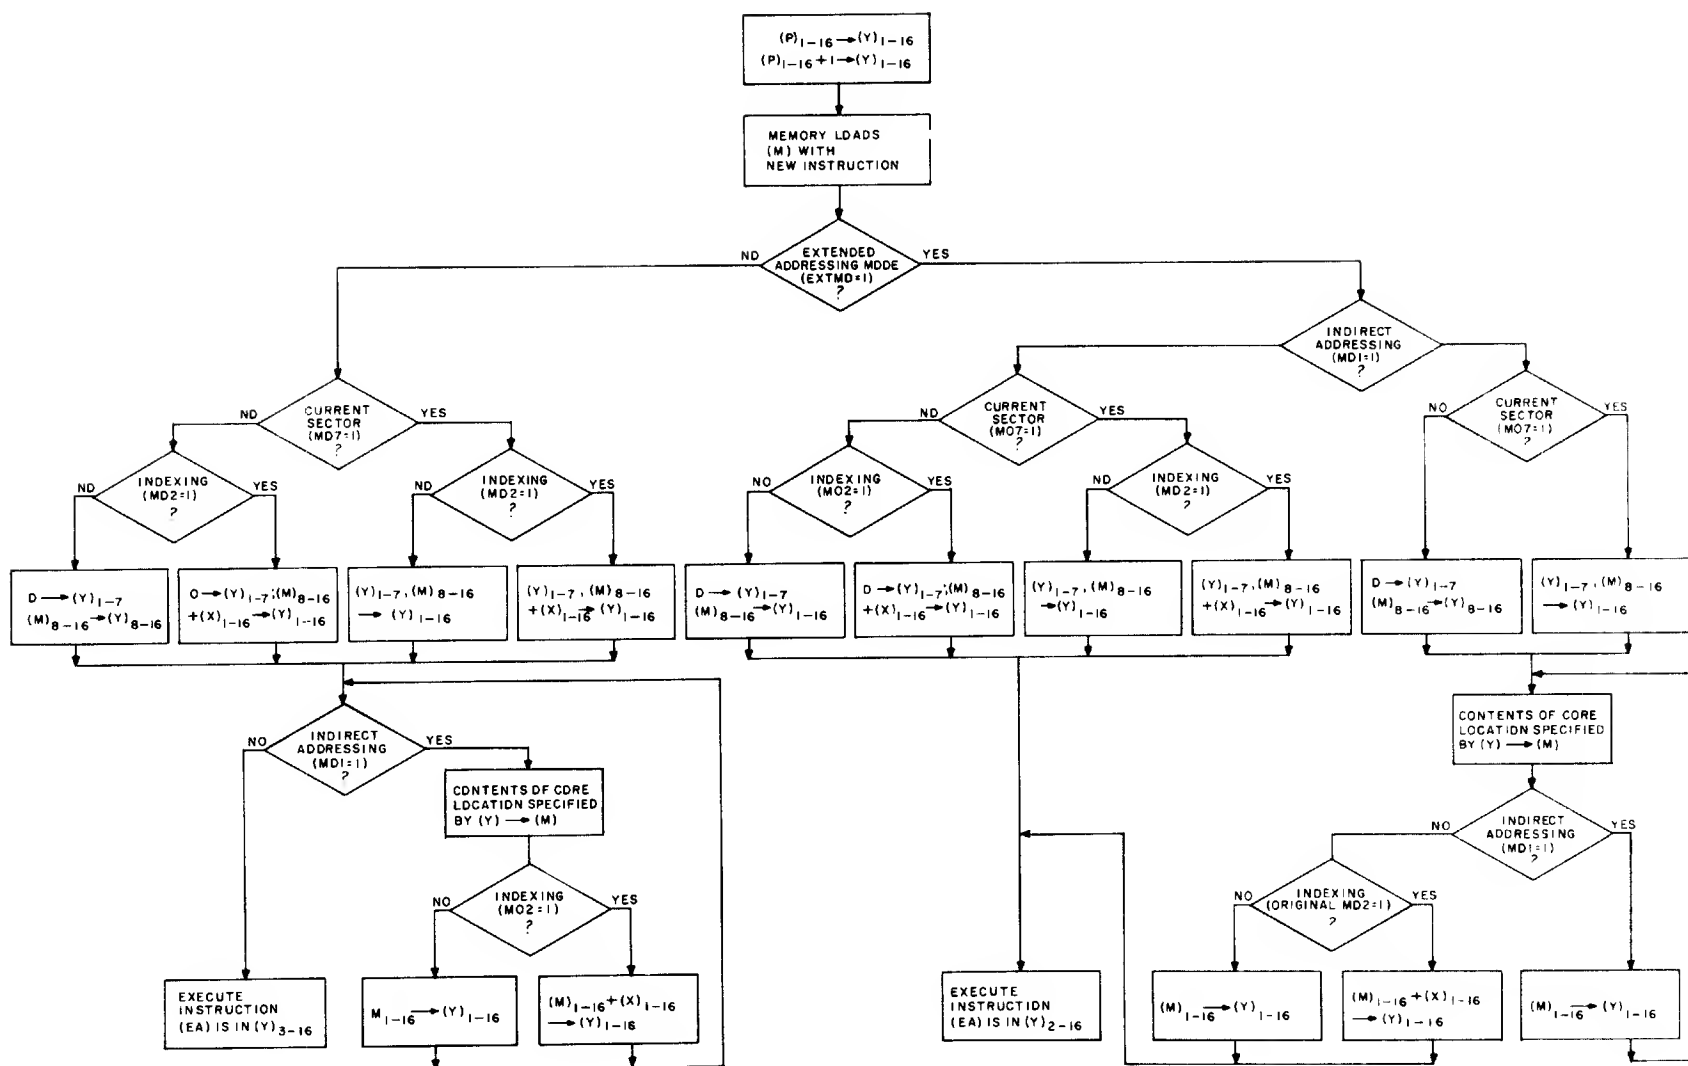 (P)1-16 → (Y)1-16
(P)1-16 + 1 → (Y)1-16
MEMORY LOADS
(M) WITH
NEW INSTRUCTION
NO
EXTENDED
ADDRESSING MODE
(EXTMD=1)
?
YES
INDIRECT
ADDRESSING
(MD1=1)
?
NO
CURRENT
SECTOR
(MD7=1)
?
YES
NO
CURRENT
SECTOR
(MO7=1)
?
YES
NO
CURRENT
SECTOR
(MO7=1)
?
YES
NO
INDEXING
(MD2=1)
?
YES
NO
INDEXING
(MD2=1)
?
YES
NO
INDEXING
(MO2=1)
?
YES
NO
INDEXING
(MD2=1)
?
YES
O → (Y)1-7
(M)8-16 → (Y)8-16
O → (Y)1-7; (M)8-16
+(X)1-16 → (Y)1-16
(Y)1-7, (M)8-16
→ (Y)1-16
(Y)1-7, (M)8-16
+(X)1-16 → (Y)1-16
O → (Y)1-7
(M)8-16 → (Y)1-16
O → (Y)1-7; (M)8-16
+(X)1-16 → (Y)1-16
(Y)1-7, (M)8-16
→ (Y)1-16
(Y)1-7, (M)8-16
+(X)1-16 → (Y)1-16
O → (Y)1-7
(M)8-16 → (Y)8-16
(Y)1-7, (M)8-16
→ (Y)1-16
NO
INDIRECT
ADDRESSING
(MD1=1)
?
YES
CONTENTS OF CORE
LOCATION SPECIFIED
BY (Y) → (M)
CONTENTS OF CORE
LOCATION SPECIFIED
BY (Y) → (M)
NO
INDIRECT
ADDRESSING
(MD1=1)
?
YES
NO
INDEXING
(MO2=1)
?
YES
NO
INDEXING
(ORIGINAL MD2=1)
?
YES
EXECUTE
INSTRUCTION
(EA) IS IN (Y)3-16
M1-16 → (Y)1-16
(M)1-16 + (X)1-16
→ (Y)1-16
EXECUTE
INSTRUCTION
(EA) IS IN (Y)2-16
(M)1-16 → (Y)1-16
(M)1-16 + (X)1-16
→ (Y)1-16
(M)1-16 → (Y)1-16